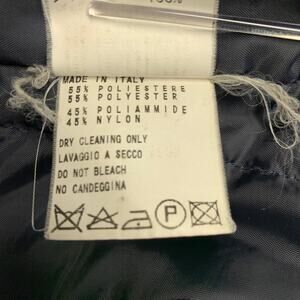 100%
MADE IN ITALY
55% POLIESTERE
55% POLYESTER
45% POLIAMMIDE
45% NYLON
DRY CLEANING ONLY
LAVAGGIO A SECCO
DO NOT BLEACH
NO CANDEGGINA
P